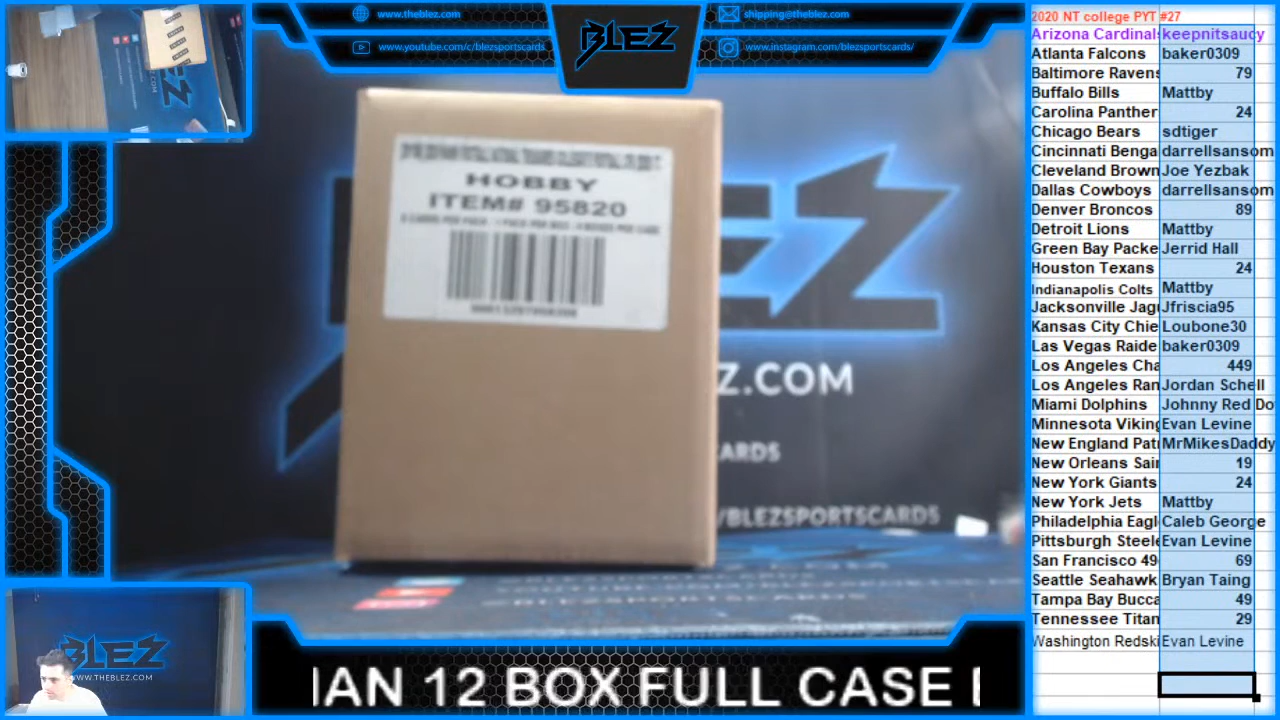 www.theblez.com
shipping@theblez.com
www.youtube.com/c/blezsportscards
www.instagram.com/blezsportscards/
BLEZ
HOBBY
ITEM# 95820
Z.COM
ARDS
/BLEZSPORTSCARDS
BLEZ
WWW.THEBLEZ.COM
IAN 12 BOX FULL CASE
2020 NT college PYT #27
Arizona Cardinals keepnitsaucy
Atlanta Falcons baker0309
Baltimore Ravens 79
Buffalo Bills Mattby
Carolina Panther 24
Chicago Bears sdtiger
Cincinnati Benga darrellsansom
Cleveland Brown Joe Yezbak
Dallas Cowboys darrellsansom
Denver Broncos 89
Detroit Lions Mattby
Green Bay Packe Jerrid Hall
Houston Texans 24
Indianapolis Colts Mattby
Jacksonville Jagu Jfriscia95
Kansas City Chie Loubone30
Las Vegas Raide baker0309
Los Angeles Cha 449
Los Angeles Ran Jordan Schell
Miami Dolphins Johnny Red Do
Minnesota Viking Evan Levine
New England Patr MrMikesDaddy
New Orleans Sain 19
New York Giants 24
New York Jets Mattby
Philadelphia Eagl Caleb George
Pittsburgh Steele Evan Levine
San Francisco 49 69
Seattle Seahawk Bryan Taing
Tampa Bay Bucca 49
Tennessee Titan 29
Washington Redski Evan Levine